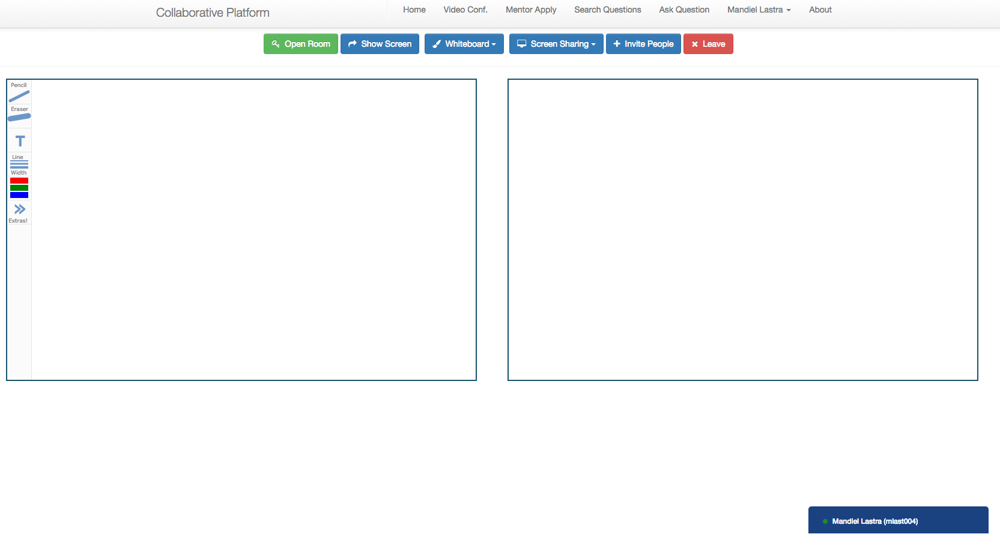 Collaborative Platform
Home Video Conf. Mentor Apply Search Questions Ask Question Mandiel Lastra About
Open Room Show Screen Whiteboard Screen Sharing Invite People Leave
Pencil
Eraser
T
Line
Width
Extras!
Mandiel Lastra (mlast004)